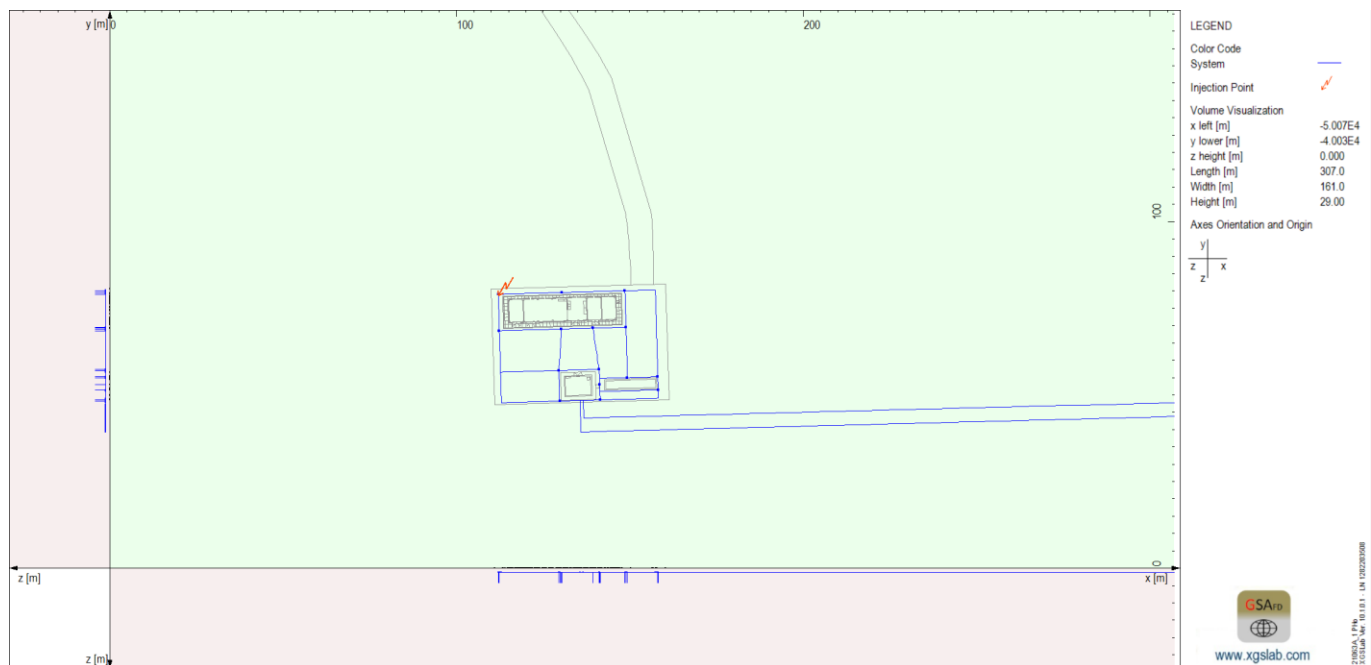 y [m]
0
100
200
100
0
z [m]
x [m]
z [m]
LEGEND
Color Code
System
Injection Point
Volume Visualization
x left [m] -5.007E4
y lower [m] -4.003E4
z height [m] 0.000
Length [m] 307.0
Width [m] 161.0
Height [m] 29.00
Axes Orientation and Origin
y
z x
z
GSAFD
www.xgslab.com